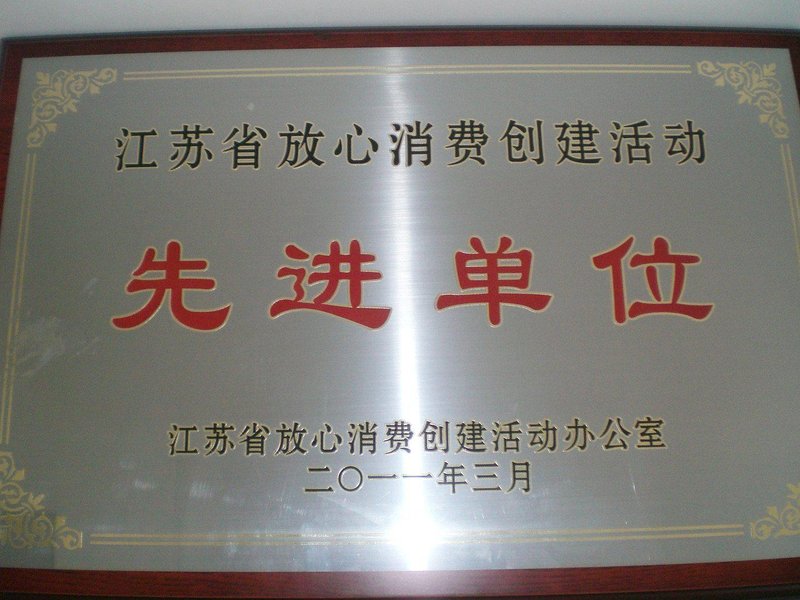 江苏省放心消费创建活动
先进单位
江苏省放心消费创建活动办公室
二〇一一年三月